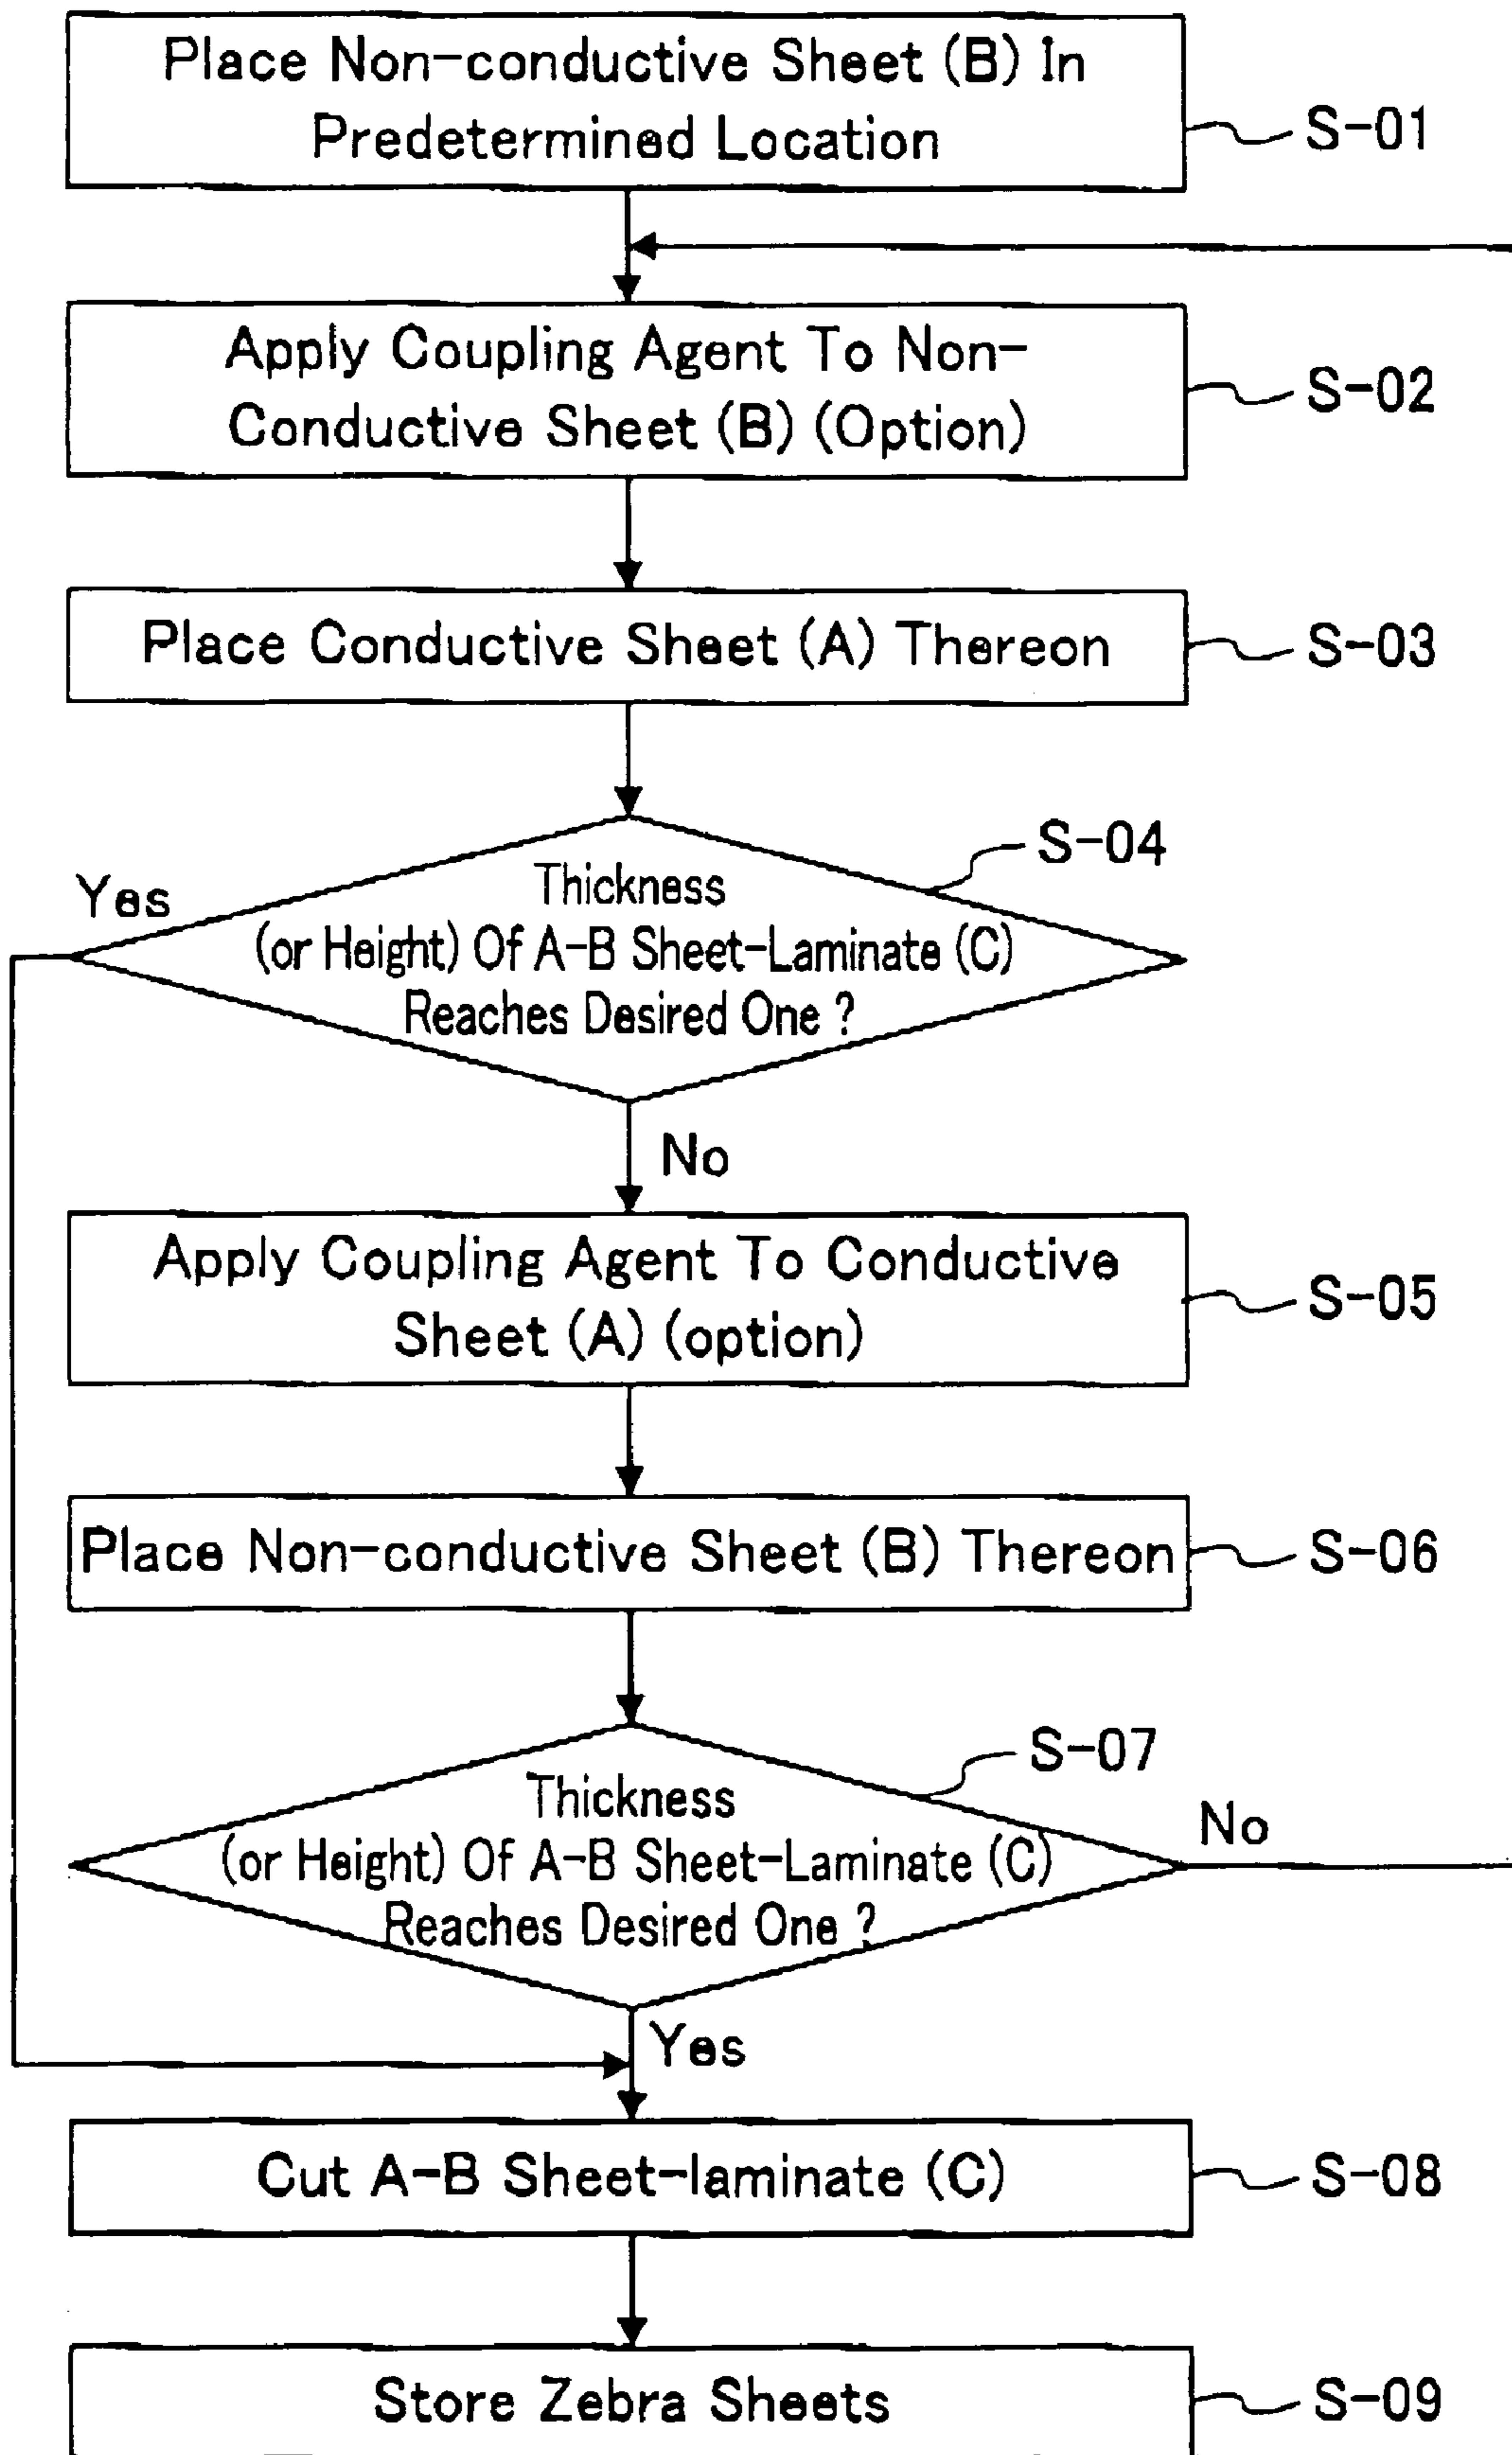 Place Non-conductive Sheet (B) In
Predetermined Location
S-01
Apply Coupling Agent To Non-
Conductive Sheet (B) (Option)
S-02
Place Conductive Sheet (A) Thereon
S-03
S-04
Yes
Thickness
(or Height) Of A-B Sheet-Laminate (C)
Reaches Desired One ?
No
Apply Coupling Agent To Conductive
Sheet (A) (option)
S-05
Place Non-conductive Sheet (B) Thereon
S-06
S-07
Thickness
(or Height) Of A-B Sheet-Laminate (C)
Reaches Desired One ?
No
Yes
Cut A-B Sheet-laminate (C)
S-08
Store Zebra Sheets
S-09